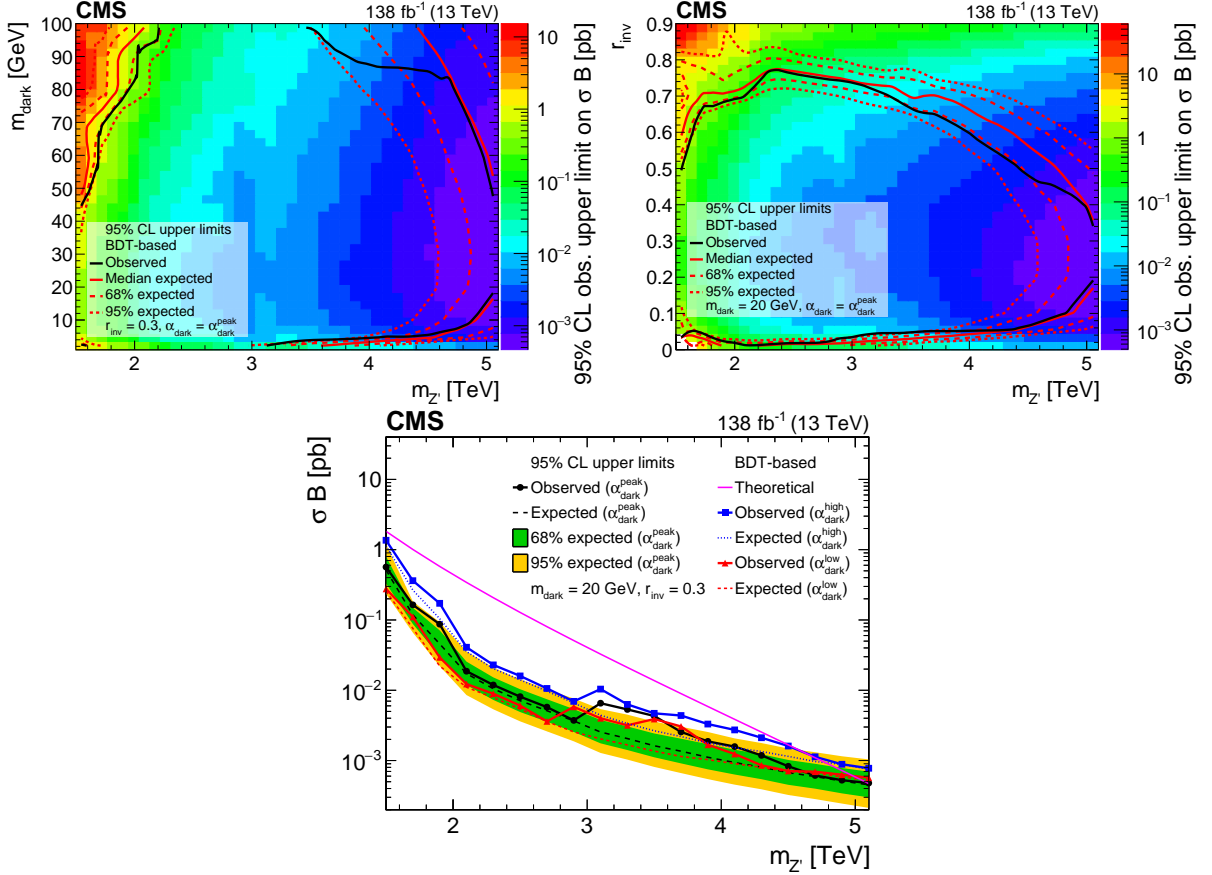 CMS
138 fb⁻¹ (13 TeV)
m_dark [GeV]
100
90
80
70
60
50
40
30
20
10
95% CL upper limits
BDT-based
Observed
Median expected
68% expected
95% expected
r_inv = 0.3, α_dark = α_dark^peak
2
3
4
5
m_Z' [TeV]
10
1
10⁻¹
10⁻²
10⁻³
95% CL obs. upper limit on σ B [pb]
CMS
138 fb⁻¹ (13 TeV)
r_inv
0.9
0.8
0.7
0.6
0.5
0.4
0.3
0.2
0.1
0
95% CL upper limits
BDT-based
Observed
Median expected
68% expected
95% expected
m_dark = 20 GeV, α_dark = α_dark^peak
2
3
4
5
m_Z' [TeV]
10
1
10⁻¹
10⁻²
10⁻³
95% CL obs. upper limit on σ B [pb]
CMS
138 fb⁻¹ (13 TeV)
σ B [pb]
10
1
10⁻¹
10⁻²
10⁻³
95% CL upper limits
Observed (α_dark^peak)
Expected (α_dark^peak)
68% expected (α_dark^peak)
95% expected (α_dark^peak)
m_dark = 20 GeV, r_inv = 0.3
BDT-based
Theoretical
Observed (α_dark^high)
Expected (α_dark^high)
Observed (α_dark^low)
Expected (α_dark^low)
2
3
4
5
m_Z' [TeV]